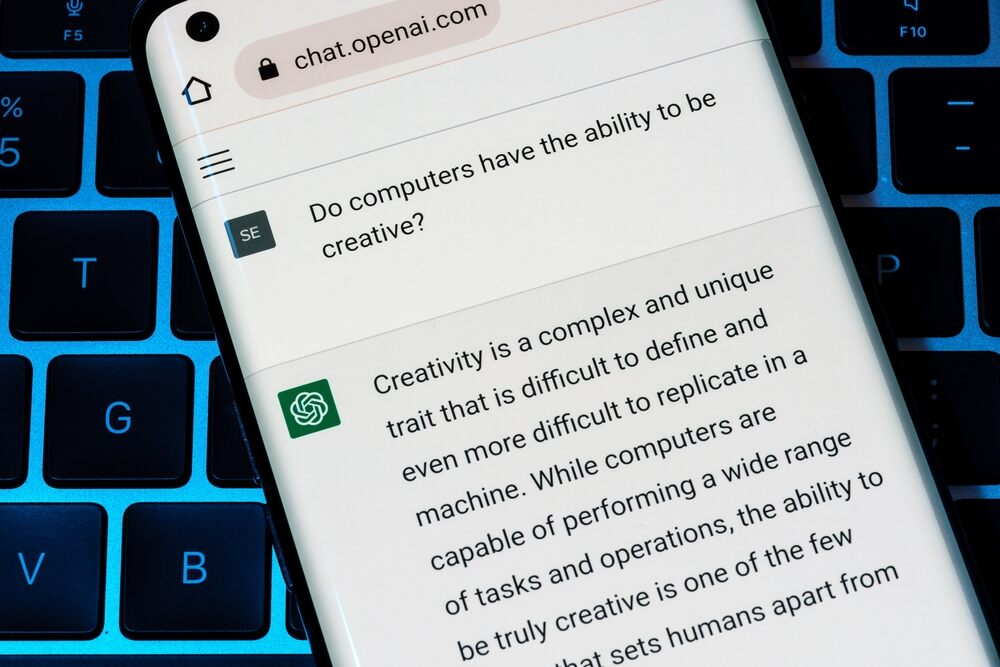 F5
F10
%
5
T
P
G
V
B
chat.openai.com
SE
Do computers have the ability to be
creative?
Creativity is a complex and unique
trait that is difficult to define and
even more difficult to replicate in a
machine. While computers are
capable of performing a wide range
of tasks and operations, the ability to
be truly creative is one of the few
that sets humans apart from